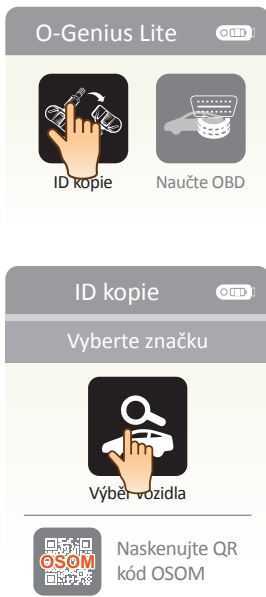 O-Genius Lite
ID kopie
Naučte OBD
ID kopie
Vyberte značku
Výběr vozidla
OSOM
Naskenujte QR
kód OSOM